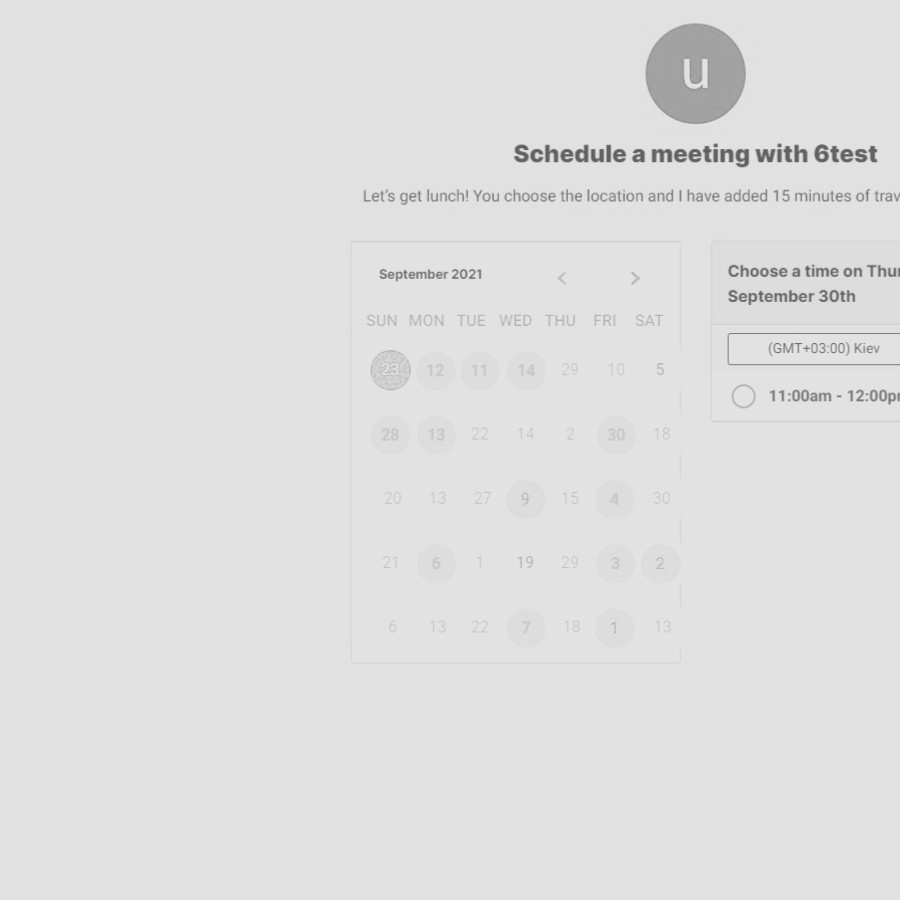 u
Schedule a meeting with 6test
Let's get lunch! You choose the location and I have added 15 minutes of trav
September 2021
SUN MON TUE WED THU FRI SAT
23 12 11 14 29 10 5
28 13 22 14 2 30 18
20 13 27 9 15 4 30
21 6 1 19 29 3 2
6 13 22 7 18 1 13
Choose a time on Thur
September 30th
(GMT+03:00) Kiev
11:00am - 12:00pm